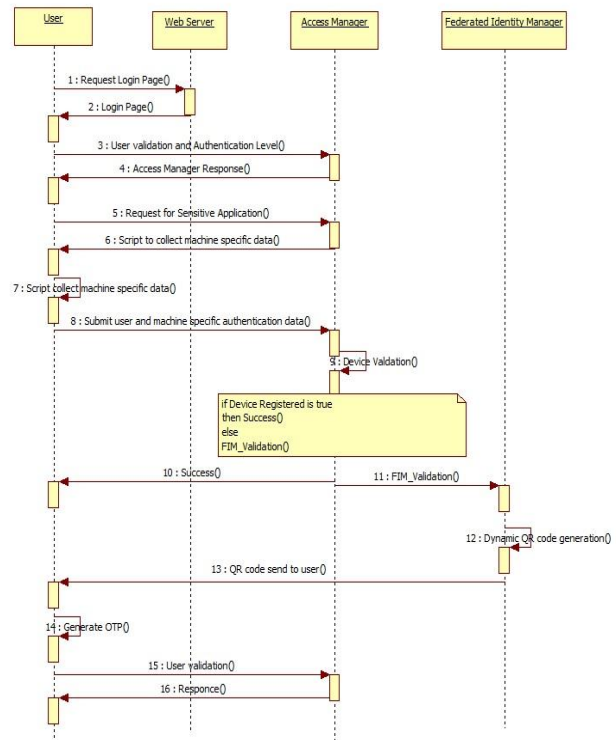 User
Web Server
Access Manager
Federated Identity Manager
1 : Request Login Page()
2 : Login Page()
3 : User validation and Authentication Level()
4 : Access Manager Response()
5 : Request for Sensitive Application()
6 : Script to collect machine specific data()
7 : Script collect machine specific data()
8 : Submit user and machine specific authentication data()
9 : Device Valdation()
if Device Registered is true
then Success()
else
FIM_Validation()
10 : Success()
11 : FIM_Validation()
12 : Dynamic QR code generation()
13 : QR code send to user()
14 : Generate OTP()
15 : User validation()
16 : Responce()